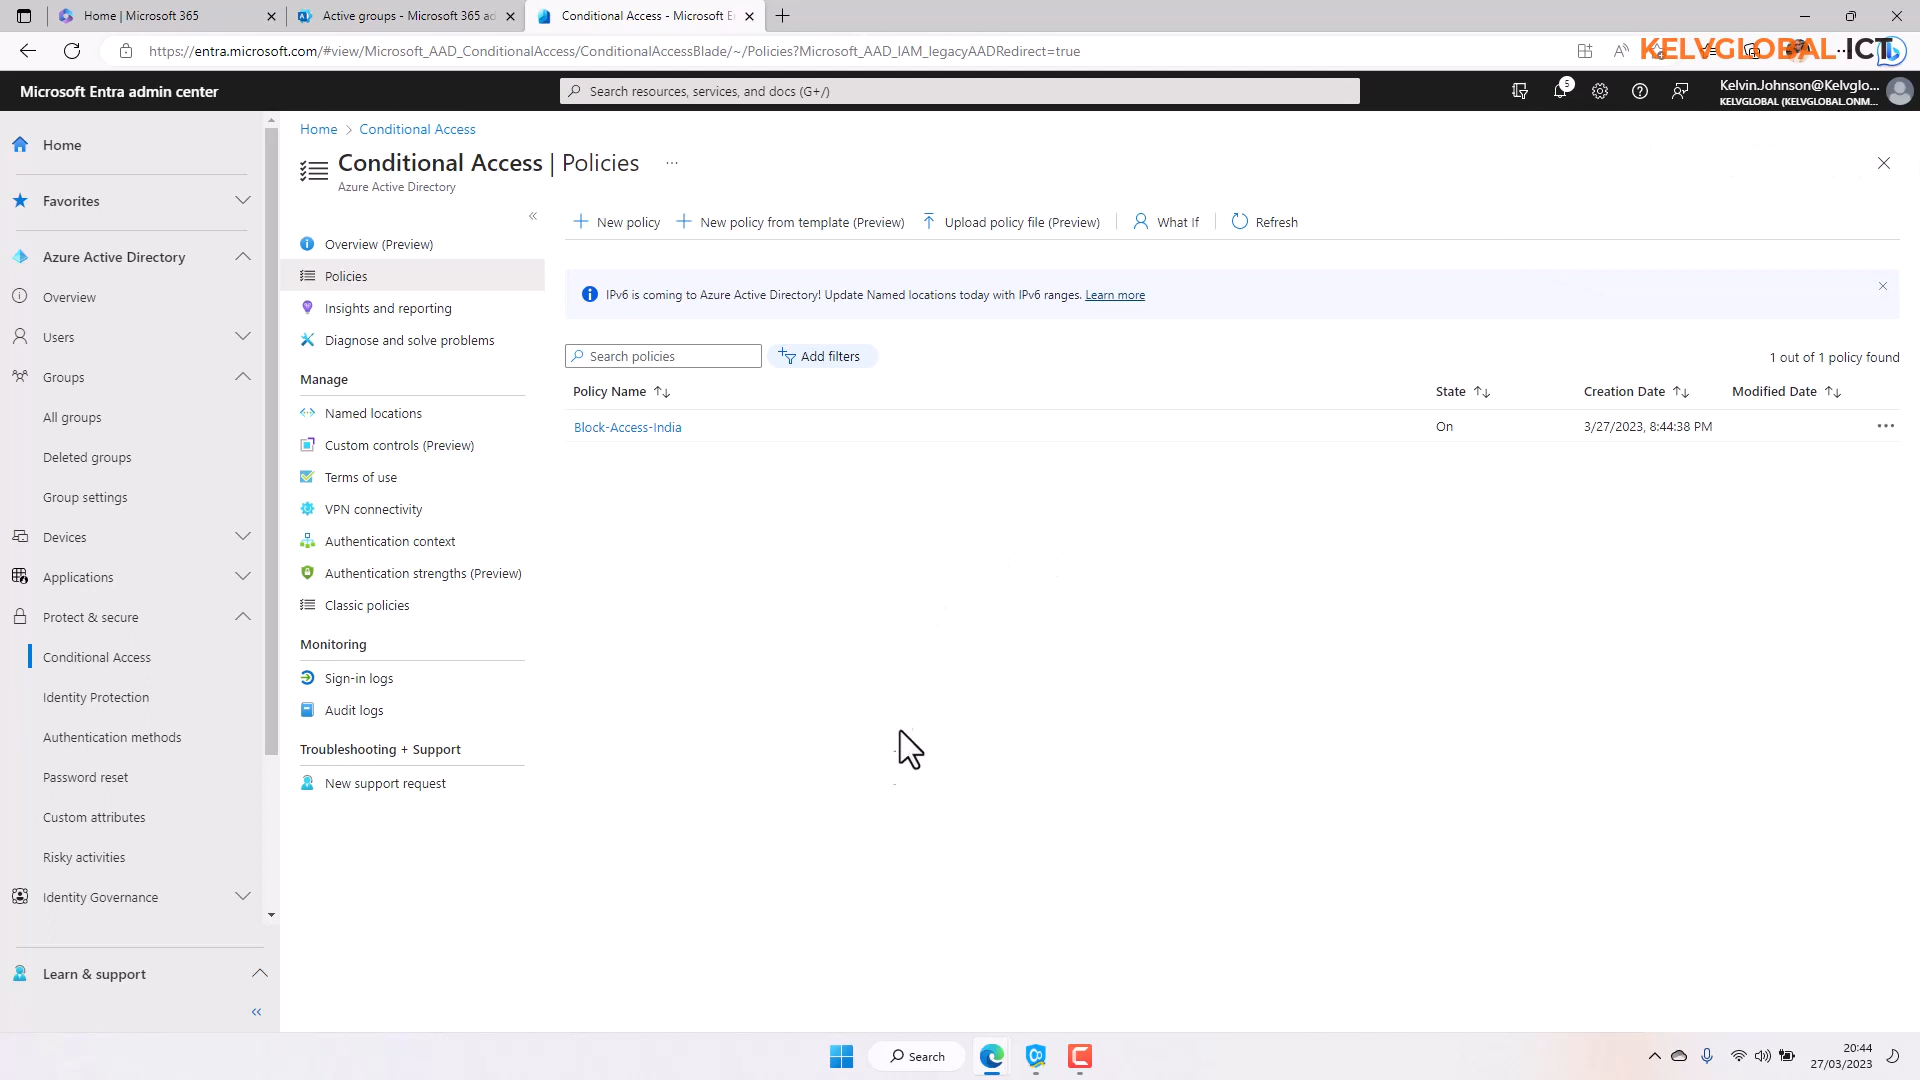 Home | Microsoft 365
Active groups - Microsoft 365 ad
Conditional Access - Microsoft E
https://entra.microsoft.com/#view/Microsoft_AAD_ConditionalAccess/ConditionalAccessBlade/~/Policies?Microsoft_AAD_IAM_legacyAADRedirect=true
KELVGLOBAL ICT
Microsoft Entra admin center
Search resources, services, and docs (G+/)
5
Kelvin.Johnson@Kelvglo...
KELVGLOBAL (KELVGLOBAL.ONM...
Home
Favorites
Azure Active Directory
Overview
Users
Groups
All groups
Deleted groups
Group settings
Devices
Applications
Protect & secure
Conditional Access
Identity Protection
Authentication methods
Password reset
Custom attributes
Risky activities
Identity Governance
Learn & support
Home > Conditional Access
Conditional Access | Policies ...
Azure Active Directory
Overview (Preview)
Policies
Insights and reporting
Diagnose and solve problems
Manage
Named locations
Custom controls (Preview)
Terms of use
VPN connectivity
Authentication context
Authentication strengths (Preview)
Classic policies
Monitoring
Sign-in logs
Audit logs
Troubleshooting + Support
New support request
New policy New policy from template (Preview) Upload policy file (Preview) What If Refresh
IPv6 is coming to Azure Active Directory! Update Named locations today with IPv6 ranges. Learn more
Search policies Add filters 1 out of 1 policy found
Policy Name State Creation Date Modified Date
Block-Access-India On 3/27/2023, 8:44:38 PM
Search
20:44
27/03/2023